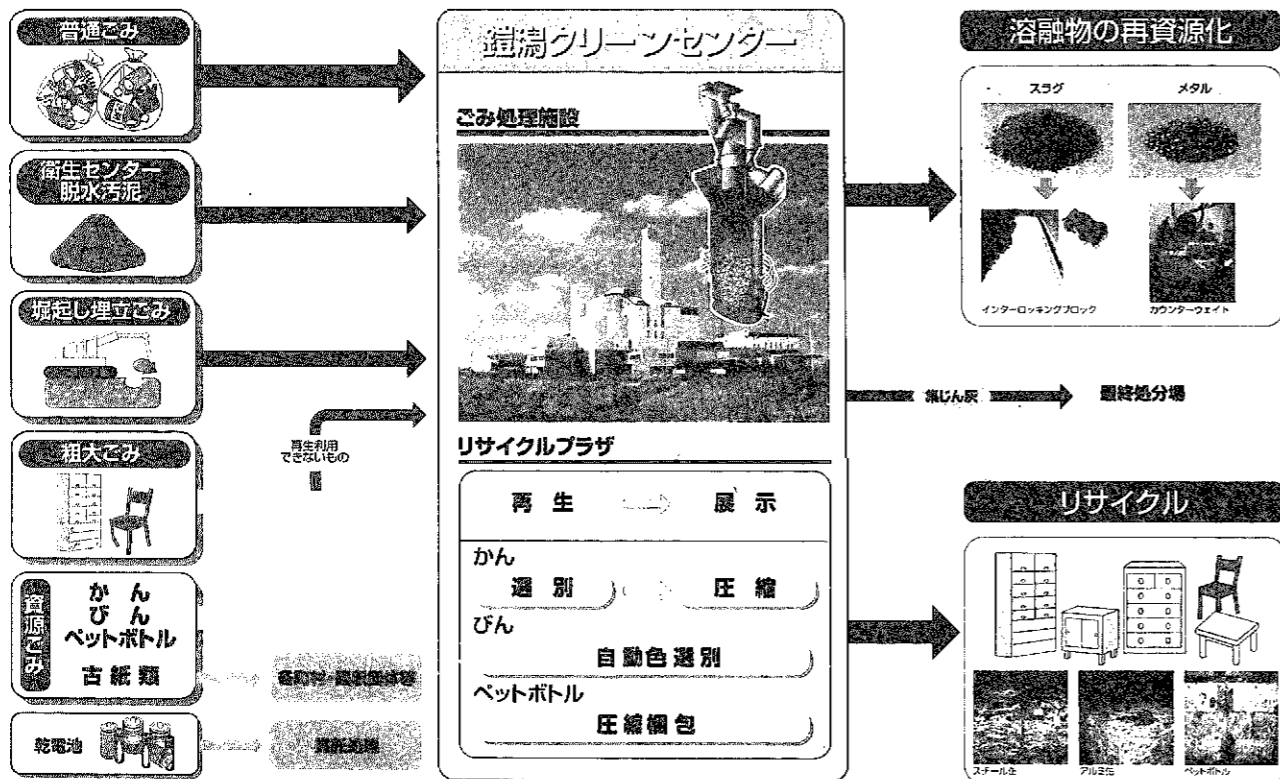 普通ごみ
衛生センター
脱水汚泥
堀起し埋立ごみ
粗大ごみ
資源ごみ
かん
びん
ペットボトル
古紙類
乾電池
再生利用
できないもの
鎧潟クリーンセンター
ごみ処理施設
リサイクルプラザ
再生
展示
かん
選別
圧縮
びん
自動色選別
ペットボトル
圧縮梱包
溶融物の再資源化
スラグ
メタル
インターロッキングブロック
カウンターウェイト
集じん灰
最終処分場
リサイクル
スチール缶
アルミ缶
ペットボトル